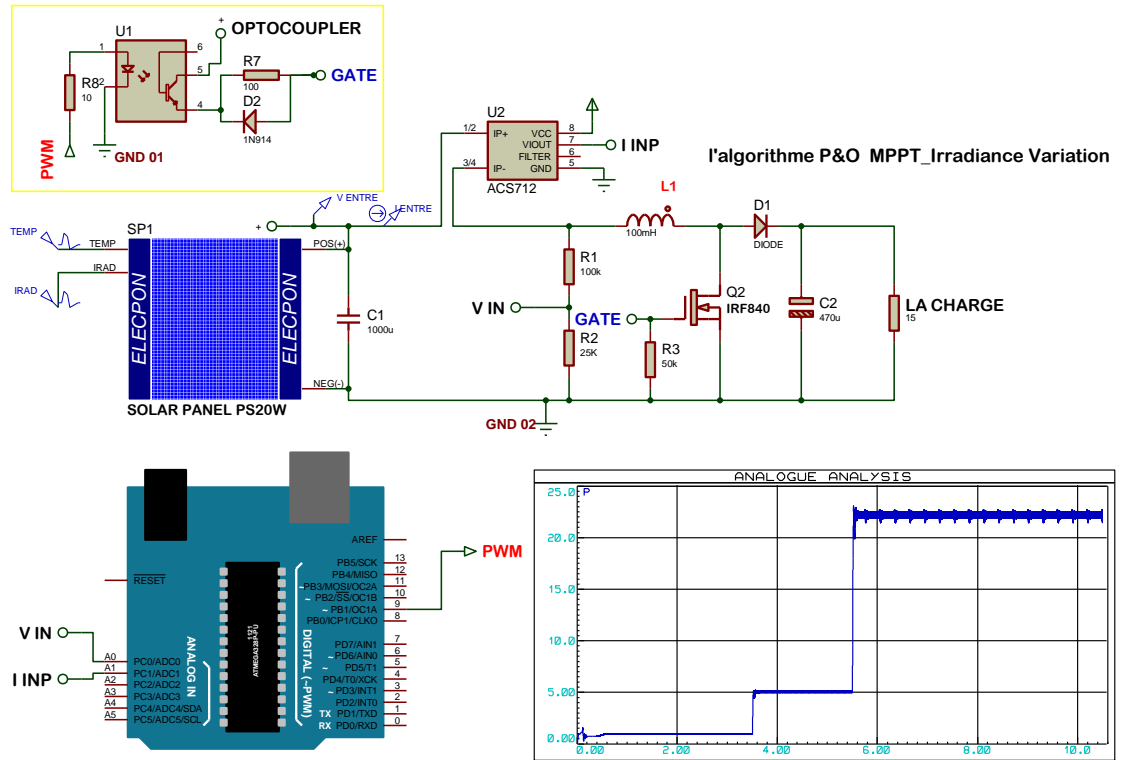 U1
OPTOCOUPLER
+
1
6
5
4
2
R8
10
R7
100
D2
1N914
GATE
PWM
GND 01
U2
1/2
3/4
IP+
IP-
VCC
VIOUT
FILTER
GND
8
7
6
5
ACS712
I INP
l'algorithme P&O MPPT_Irradiance Variation
V ENTRE
I_ENTRE
+
SP1
TEMP
TEMP
IRAD
IRAD
POS(+)
NEG(-)
ELECPON
ELECPON
SOLAR PANEL PS20W
C1
1000u
L1
100mH
D1
DIODE
R1
100k
V IN
R2
25K
GATE
Q2
IRF840
R3
50k
C2
470u
LA CHARGE
15
GND 02
AREF
PB5/SCK 13
PB4/MISO 12
~PB3/MOSI/OC2A 11
~ PB2/SS/OC1B 10
~ PB1/OC1A 9
PB0/ICP1/CLKO 8
PD7/AIN1 7
~ PD6/AIN0 6
~ PD5/T1 5
PD4/T0/XCK 4
~ PD3/INT1 3
PD2/INT0 2
TX PD1/TXD 1
RX PD0/RXD 0
RESET
V IN
I INP
A0 PC0/ADC0
A1 PC1/ADC1
A2 PC2/ADC2
A3 PC3/ADC3
A4 PC4/ADC4/SDA
A5 PC5/ADC5/SCL
ANALOG IN
1121
ATMEGA328P-PU
DIGITAL (~PWM)
PWM
ANALOGUE ANALYSIS
P
25.0
20.0
15.0
10.0
5.00
0.00
0.00 2.00 4.00 6.00 8.00 10.0